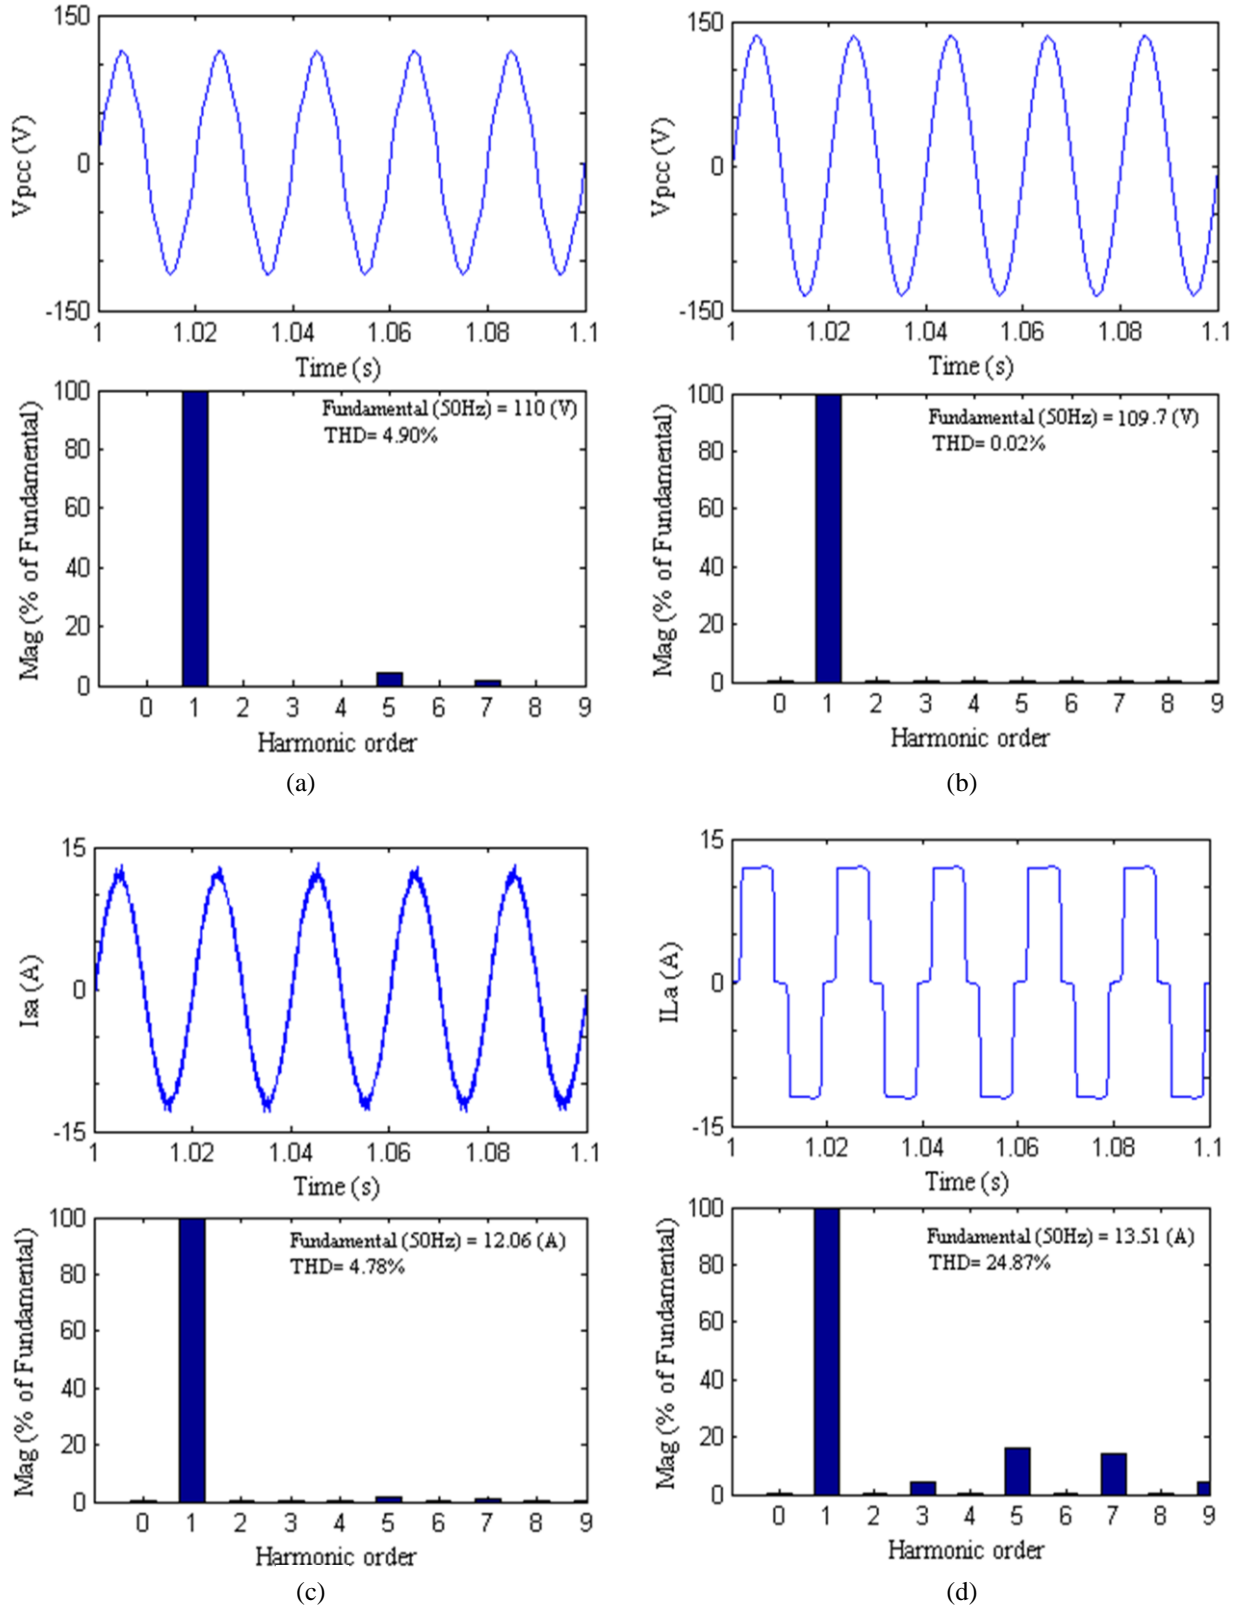 150
0
-150
Vpcc (V)
1 1.02 1.04 1.06 1.08 1.1
Time (s)
100
80
60
40
20
0
Mag (% of Fundamental)
Fundamental (50Hz) = 110 (V)
THD= 4.90%
0 1 2 3 4 5 6 7 8 9
Harmonic order
(a)
150
0
-150
Vpcc (V)
1 1.02 1.04 1.06 1.08 1.1
Time (s)
100
80
60
40
20
0
Mag (% of Fundamental)
Fundamental (50Hz) = 109.7 (V)
THD= 0.02%
0 1 2 3 4 5 6 7 8 9
Harmonic order
(b)
15
0
-15
Isa (A)
1 1.02 1.04 1.06 1.08 1.1
Time (s)
100
80
60
40
20
0
Mag (% of Fundamental)
Fundamental (50Hz) = 12.06 (A)
THD= 4.78%
0 1 2 3 4 5 6 7 8 9
Harmonic order
(c)
15
0
-15
ILa (A)
1 1.02 1.04 1.06 1.08 1.1
Time (s)
100
80
60
40
20
0
Mag (% of Fundamental)
Fundamental (50Hz) = 13.51 (A)
THD= 24.87%
0 1 2 3 4 5 6 7 8 9
Harmonic order
(d)